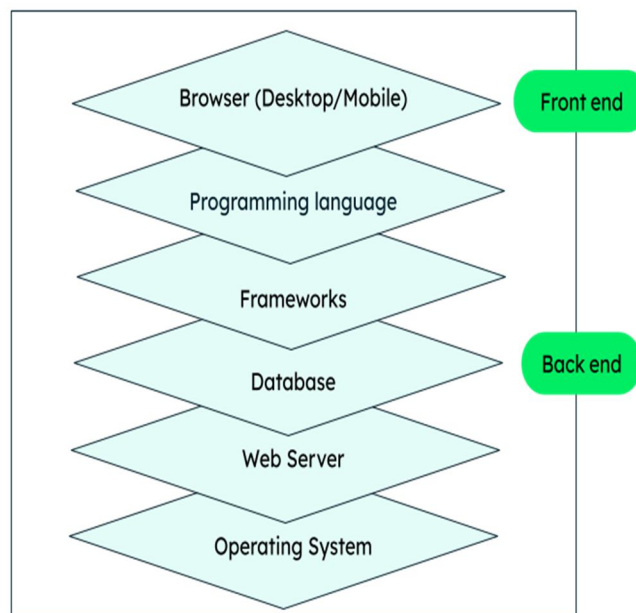 Browser (Desktop/Mobile)
Front end
Programming language
Frameworks
Back end
Database
Web Server
Operating System